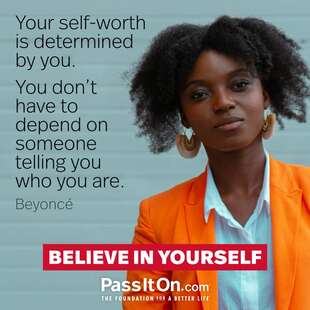 Your self-worth
is determined
by you.
You don’t
have to
depend on
someone
telling you
who you are.
Beyoncé
BELIEVE IN YOURSELF
PassItOn.com
THE FOUNDATION FOR A BETTER LIFE